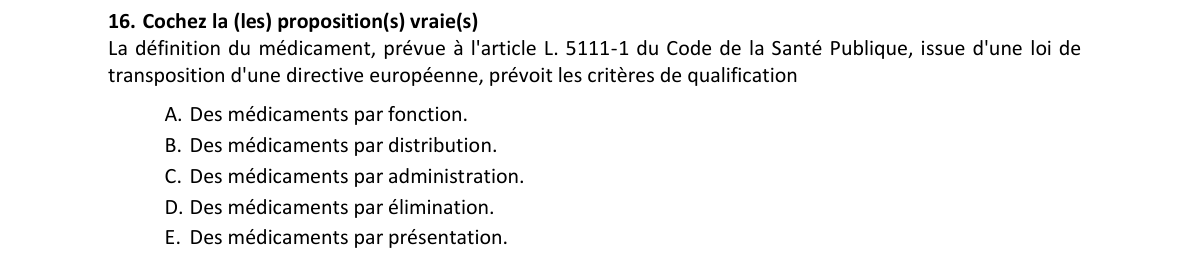 16. Cochez la (les) proposition(s) vraie(s)
La définition du médicament, prévue à l'article L. 5111-1 du Code de la Santé Publique, issue d'une loi de
transposition d'une directive européenne, prévoit les critères de qualification
A. Des médicaments par fonction.
B. Des médicaments par distribution.
C. Des médicaments par administration.
D. Des médicaments par élimination.
E. Des médicaments par présentation.